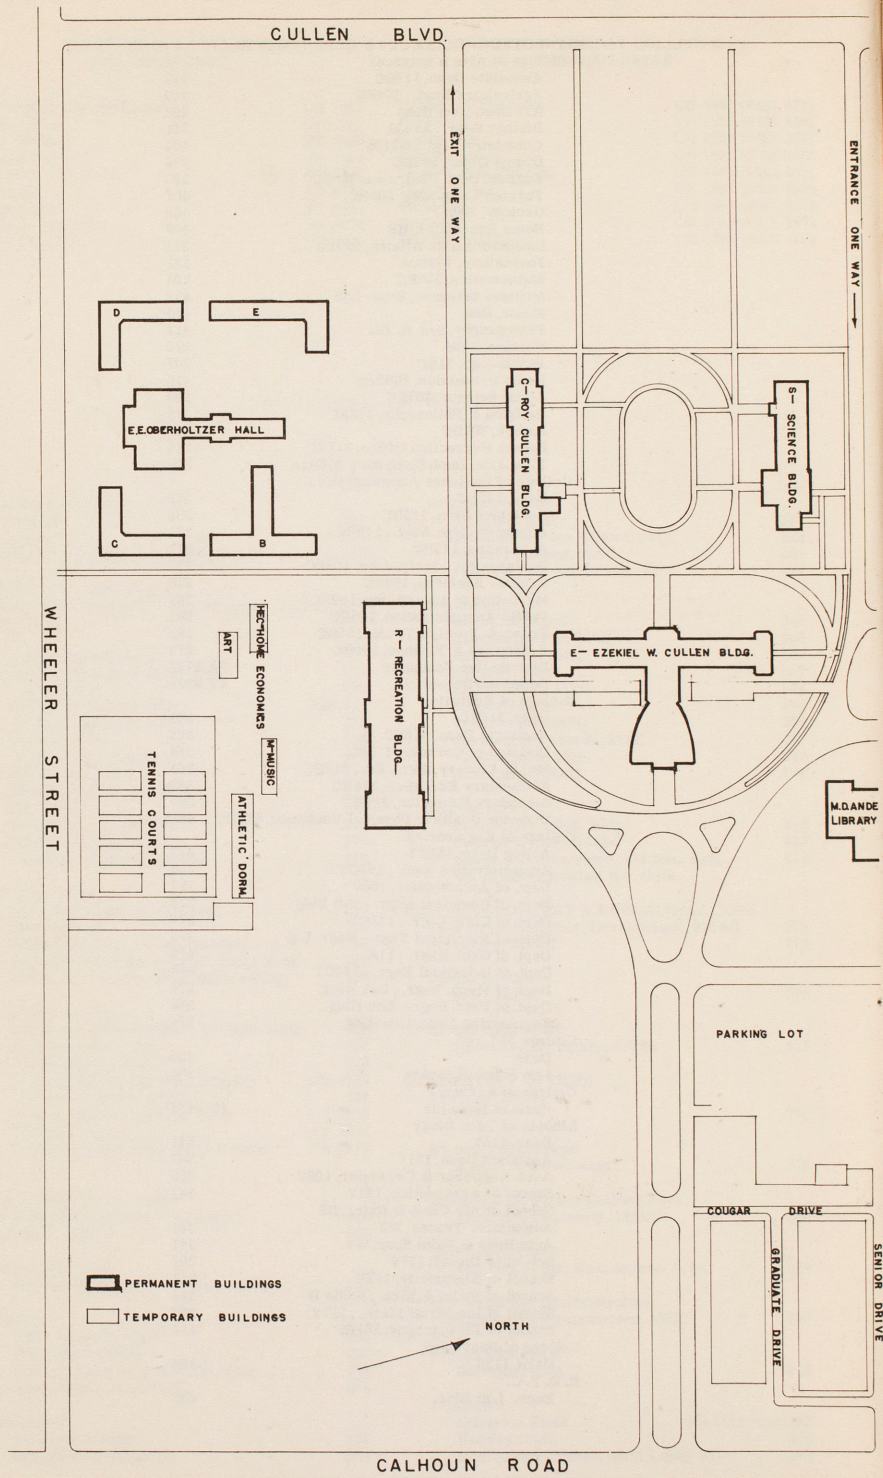 CULLEN BLVD.
EXIT ONE WAY
ENTRANCE ONE WAY
D
E
E.E.OBERHOLTZER HALL
C
B
C—ROY CULLEN BLDG.
S— SCIENCE BLDG.
WHEELER STREET
ART
HEC-HOME ECONOMICS
M-MUSIC
ATHLETIC DORM.
TENNIS COURTS
R— RECREATION BLDG.
E— EZEKIEL W. CULLEN BLDG.
M.D.ANDE
LIBRARY
PARKING LOT
COUGAR DRIVE
GRADUATE DRIVE
SENIOR DRIVE
PERMANENT BUILDINGS
TEMPORARY BUILDINGS
NORTH
CALHOUN ROAD